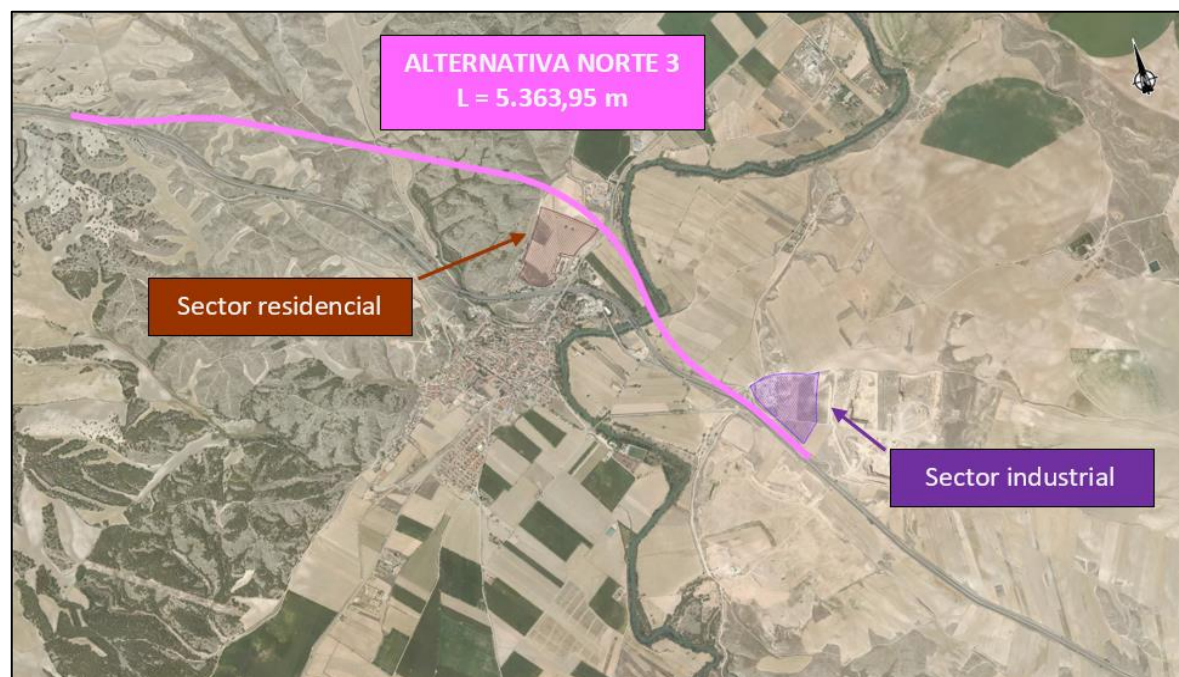 ALTERNATIVA NORTE 3
L = 5.363,95 m
Sector residencial
Sector industrial